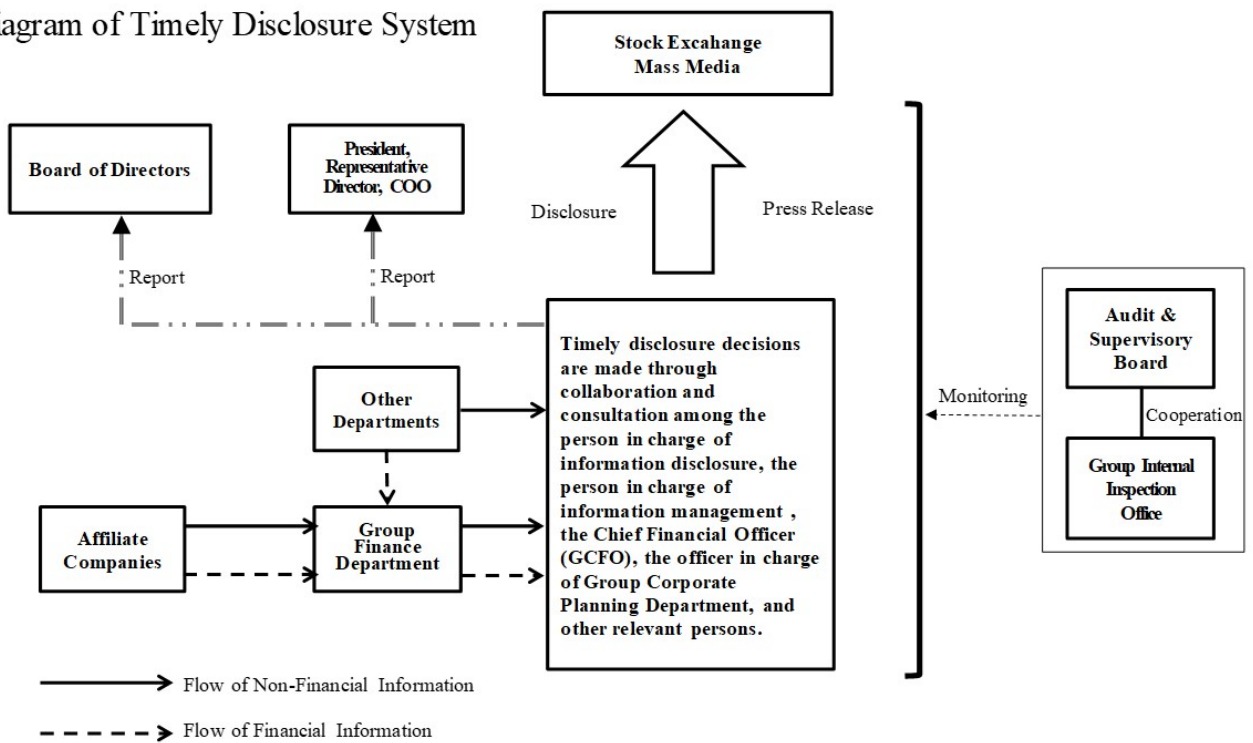 iagram of Timely Disclosure System
Stock Excahange
Mass Media
Board of Directors
President,
Representative
Director, COO
Disclosure
Press Release
Report
Report
Audit &
Supervisory
Board
Monitoring
Cooperation
Group Internal
Inspection
Office
Other
Departments
Affiliate
Companies
Group
Finance
Department
Timely disclosure decisions
are made through
collaboration and
consultation among the
person in charge of
information disclosure, the
person in charge of
information management ,
the Chief Financial Officer
(GCFO), the officer in charge
of Group Corporate
Planning Department, and
other relevant persons.
Flow of Non-Financial Information
Flow of Financial Information